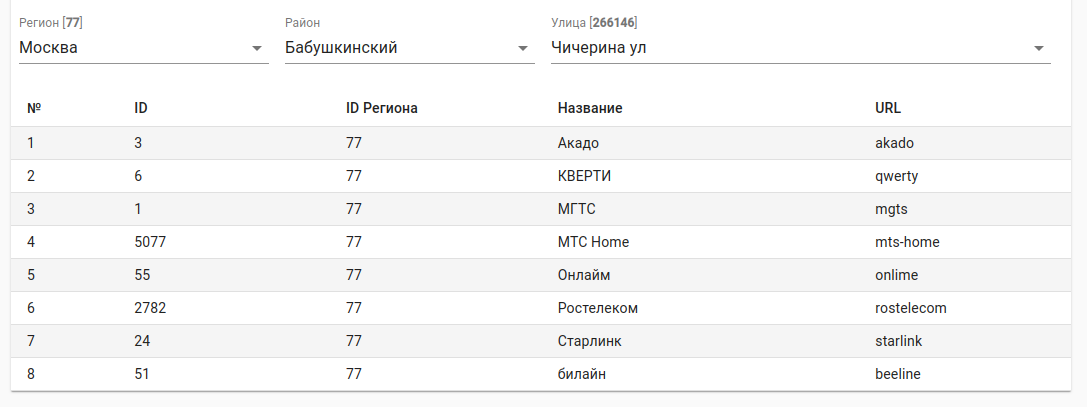 Регион [77] Район Улица [266146]
Москва Бабушкинский Чичерина ул
№ ID ID Региона Название URL
1 3 77 Акадо akado
2 6 77 КВЕРТИ qwerty
3 1 77 МГТС mgts
4 5077 77 МТС Home mts-home
5 55 77 Онлайм onlime
6 2782 77 Ростелеком rostelecom
7 24 77 Старлинк starlink
8 51 77 билайн beeline